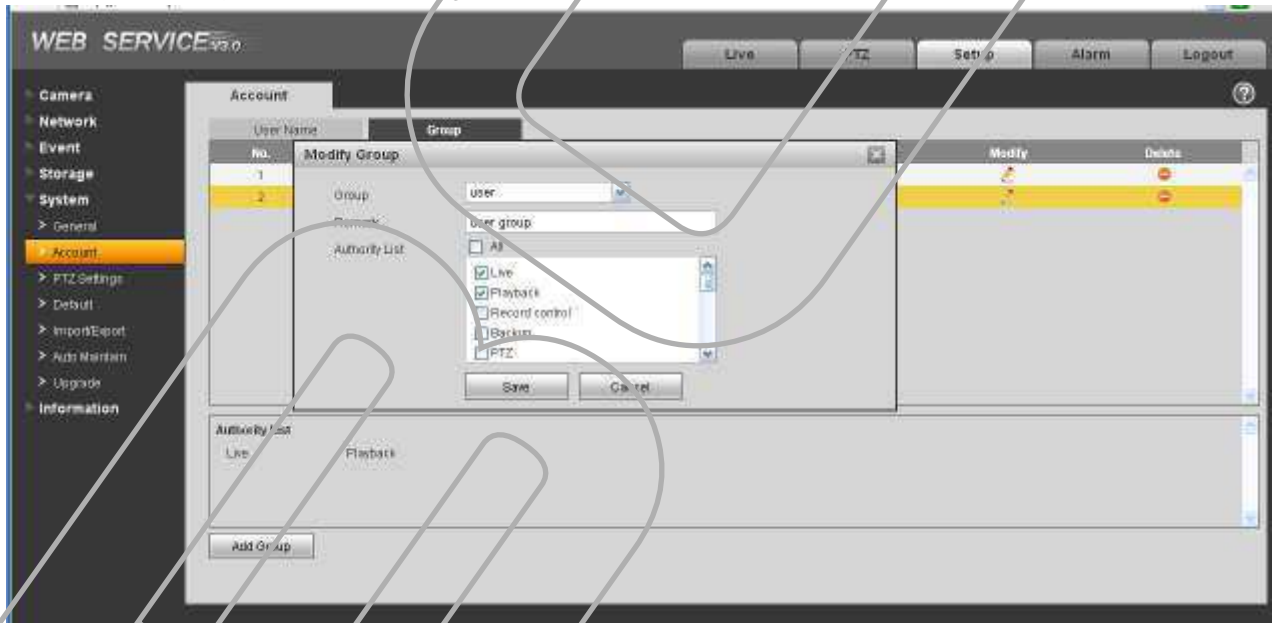 WEB SERVICE V3.0
Live
PTZ
Setup
Alarm
Logout
Camera
Network
Event
Storage
System
> General
> Account
> PTZ Settings
> Default
> Import/Export
> Auto Maintain
> Upgrade
Information
Account
User Name
Group
No.
Modify
Delete
1
2
Modify Group
Group
user
Remark
user group
Authority List
All
Live
Playback
Record control
Backup
PTZ
Save
Cancel
Authority List
Live
Playback
Add Group